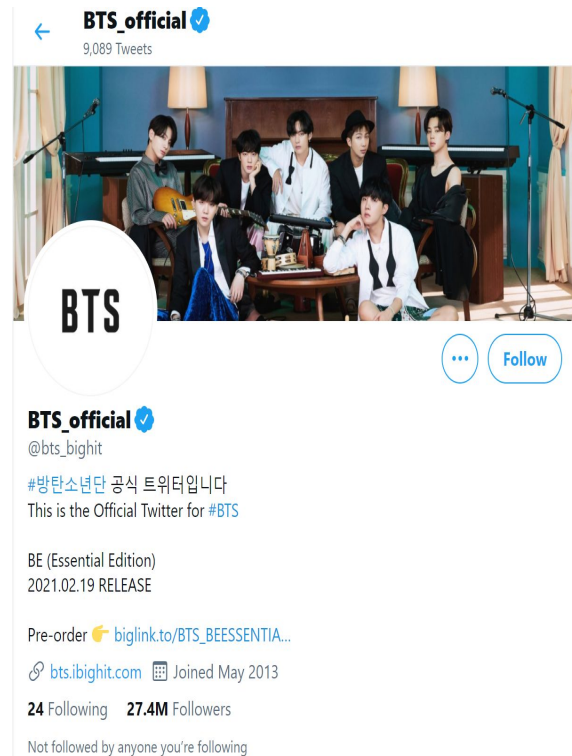 BTS_official
9,089 Tweets
BTS
Follow
BTS_official
@bts_bighit
#방탄소년단 공식 트위터입니다
This is the Official Twitter for #BTS
BE (Essential Edition)
2021.02.19 RELEASE
Pre-order 👉 biglink.to/BTS_BEESSENTIA...
bts.ibighit.com Joined May 2013
24 Following 27.4M Followers
Not followed by anyone you're following